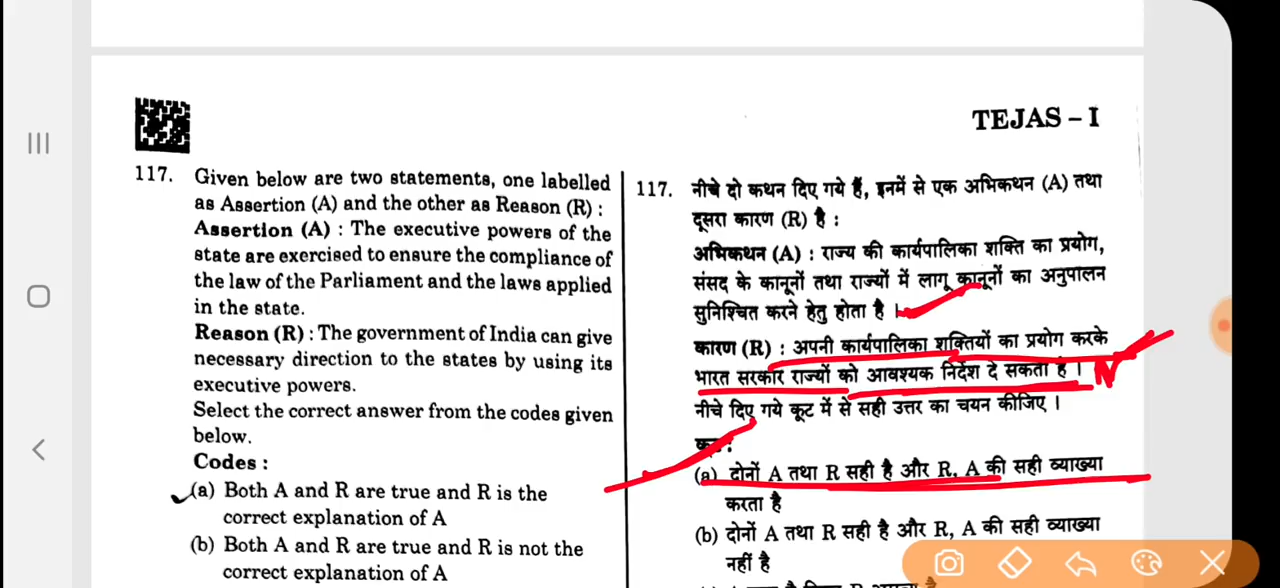 TEJAS – I
117. Given below are two statements, one labelled
as Assertion (A) and the other as Reason (R) :
Assertion (A) : The executive powers of the
state are exercised to ensure the compliance of
the law of the Parliament and the laws applied
in the state.
Reason (R) : The government of India can give
necessary direction to the states by using its
executive powers.
Select the correct answer from the codes given
below.
Codes :
(a) Both A and R are true and R is the
correct explanation of A
(b) Both A and R are true and R is not the
correct explanation of A
117. नीचे दो कथन दिए गये हैं, इनमें से एक अभिकथन (A) तथा
दूसरा कारण (R) है :
अभिकथन (A) : राज्य की कार्यपालिका शक्ति का प्रयोग,
संसद के कानूनों तथा राज्यों में लागू कानूनों का अनुपालन
सुनिश्चित करने हेतु होता है ।
कारण (R) : अपनी कार्यपालिका शक्तियों का प्रयोग करके
भारत सरकार राज्यों को आवश्यक निर्देश दे सकता है ।
नीचे दिए गये कूट में से सही उत्तर का चयन कीजिए ।
कूट :
(a) दोनों A तथा R सही है और R, A की सही व्याख्या
करता है
(b) दोनों A तथा R सही है और R, A की सही व्याख्या
नहीं है